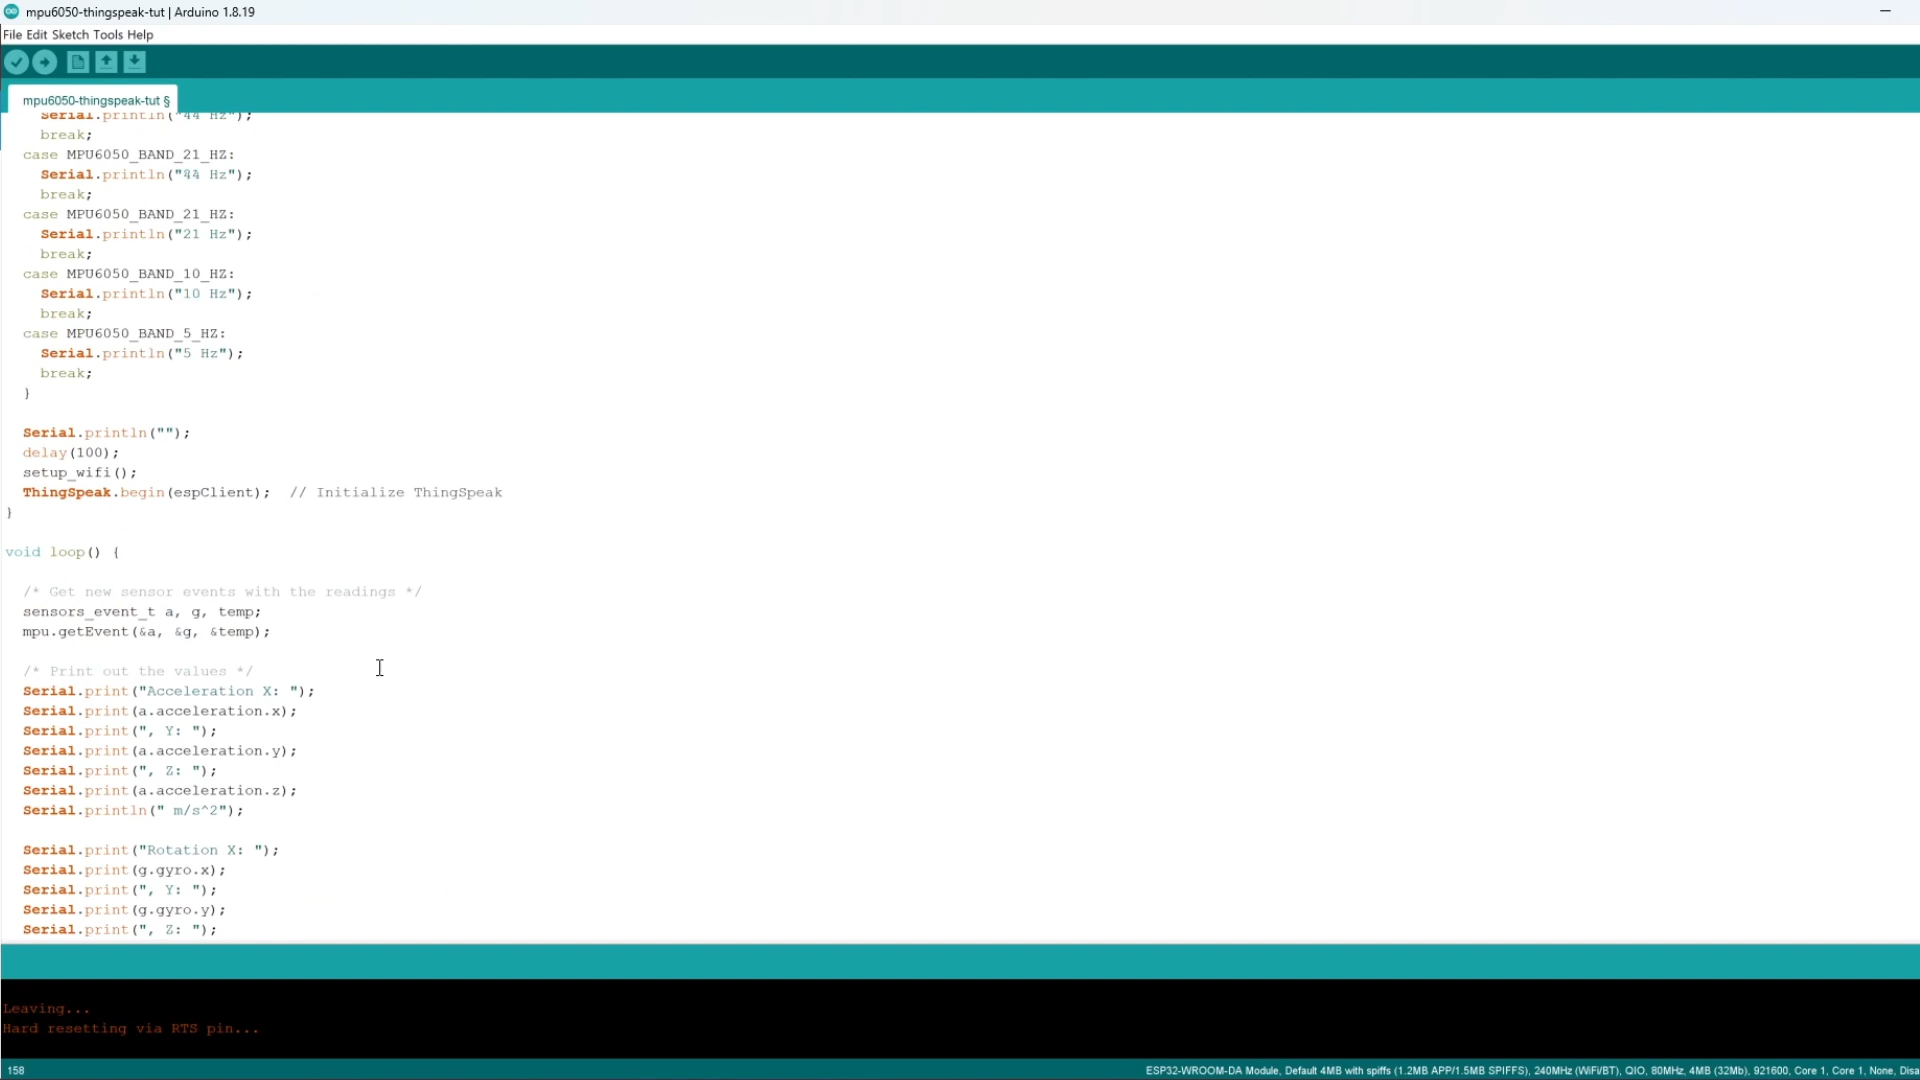 mpu6050-thingspeak-tut | Arduino 1.8.19
File Edit Sketch Tools Help
mpu6050-thingspeak-tut §
Serial.println("44 Hz");
break;
case MPU6050_BAND_21_HZ:
Serial.println(" Hz");
break;
case MPU6050_BAND_21_HZ:
Serial.println("21 Hz");
break;
case MPU6050_BAND_10_HZ:
Serial.println("10 Hz");
break;
case MPU6050_BAND_5_HZ:
Serial.println("5 Hz");
break;
}
Serial.println("");
delay(100);
setup_wifi();
ThingSpeak.begin(espClient);  // Initialize ThingSpeak
}
void loop() {
/* Get new sensor events with the readings */
sensors_event_t a, g, temp;
mpu.getEvent(&a, &g, &temp);
/* Print out the values */
Serial.print("Acceleration X: ");
Serial.print(a.acceleration.x);
Serial.print(", Y: ");
Serial.print(a.acceleration.y);
Serial.print(", Z: ");
Serial.print(a.acceleration.z);
Serial.println(" m/s^2");
Serial.print("Rotation X: ");
Serial.print(g.gyro.x);
Serial.print(", Y: ");
Serial.print(g.gyro.y);
Serial.print(", Z: ");
Leaving...
Hard resetting via RTS pin...
158
ESP32-WROOM-DA Module, Default 4MB with spiffs (1.2MB APP/1.5MB SPIFFS), 240MHz (WiFi/BT), QIO, 80MHz, 4MB (32Mb), 921600, Core 1, Core 1, None, Disa